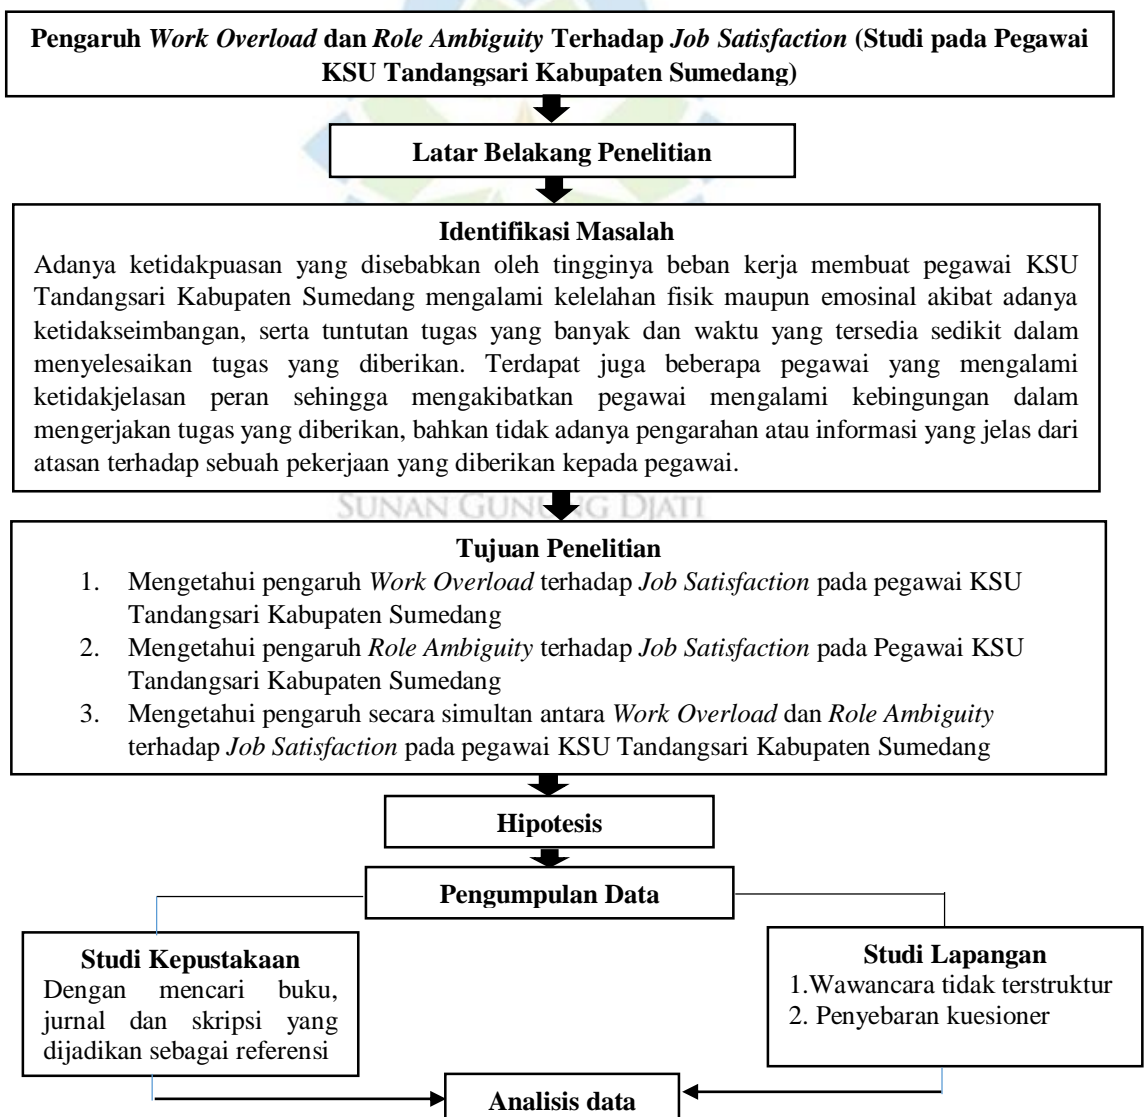 Pengaruh Work Overload dan Role Ambiguity Terhadap Job Satisfaction (Studi pada Pegawai
KSU Tandangsari Kabupaten Sumedang)
Latar Belakang Penelitian
Identifikasi Masalah
Adanya ketidakpuasan yang disebabkan oleh tingginya beban kerja membuat pegawai KSU
Tandangsari Kabupaten Sumedang mengalami kelelahan fisik maupun emosinal akibat adanya
ketidakseimbangan, serta tuntutan tugas yang banyak dan waktu yang tersedia sedikit dalam
menyelesaikan tugas yang diberikan. Terdapat juga beberapa pegawai yang mengalami
ketidakjelasan peran sehingga mengakibatkan pegawai mengalami kebingungan dalam
mengerjakan tugas yang diberikan, bahkan tidak adanya pengarahan atau informasi yang jelas dari
atasan terhadap sebuah pekerjaan yang diberikan kepada pegawai.
SUNAN GUNUNG DJATI
Tujuan Penelitian
1. Mengetahui pengaruh Work Overload terhadap Job Satisfaction pada pegawai KSU
Tandangsari Kabupaten Sumedang
2. Mengetahui pengaruh Role Ambiguity terhadap Job Satisfaction pada Pegawai KSU
Tandangsari Kabupaten Sumedang
3. Mengetahui pengaruh secara simultan antara Work Overload dan Role Ambiguity
terhadap Job Satisfaction pada pegawai KSU Tandangsari Kabupaten Sumedang
Hipotesis
Pengumpulan Data
Studi Kepustakaan
Dengan mencari buku,
jurnal dan skripsi yang
dijadikan sebagai referensi
Studi Lapangan
1.Wawancara tidak terstruktur
2. Penyebaran kuesioner
Analisis data